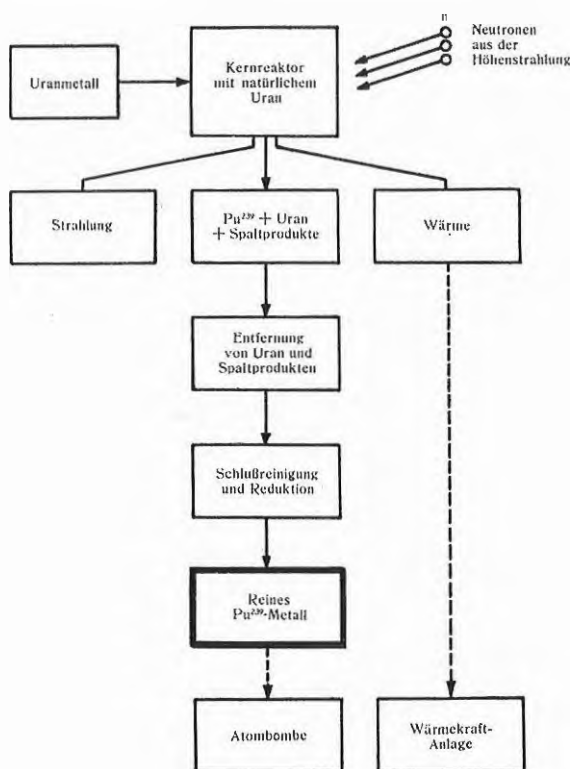 n
Neutronen
aus der
Höhenstrahlung
Uranmetall
Kernreaktor
mit natürlichem
Uran
Strahlung
Pu²³⁹ + Uran
+ Spaltprodukte
Wärme
Entfernung
von Uran und
Spaltprodukten
Schlußreinigung
und Reduktion
Reines
Pu²³⁹-Metall
Atombombe
Wärmekraft-
Anlage